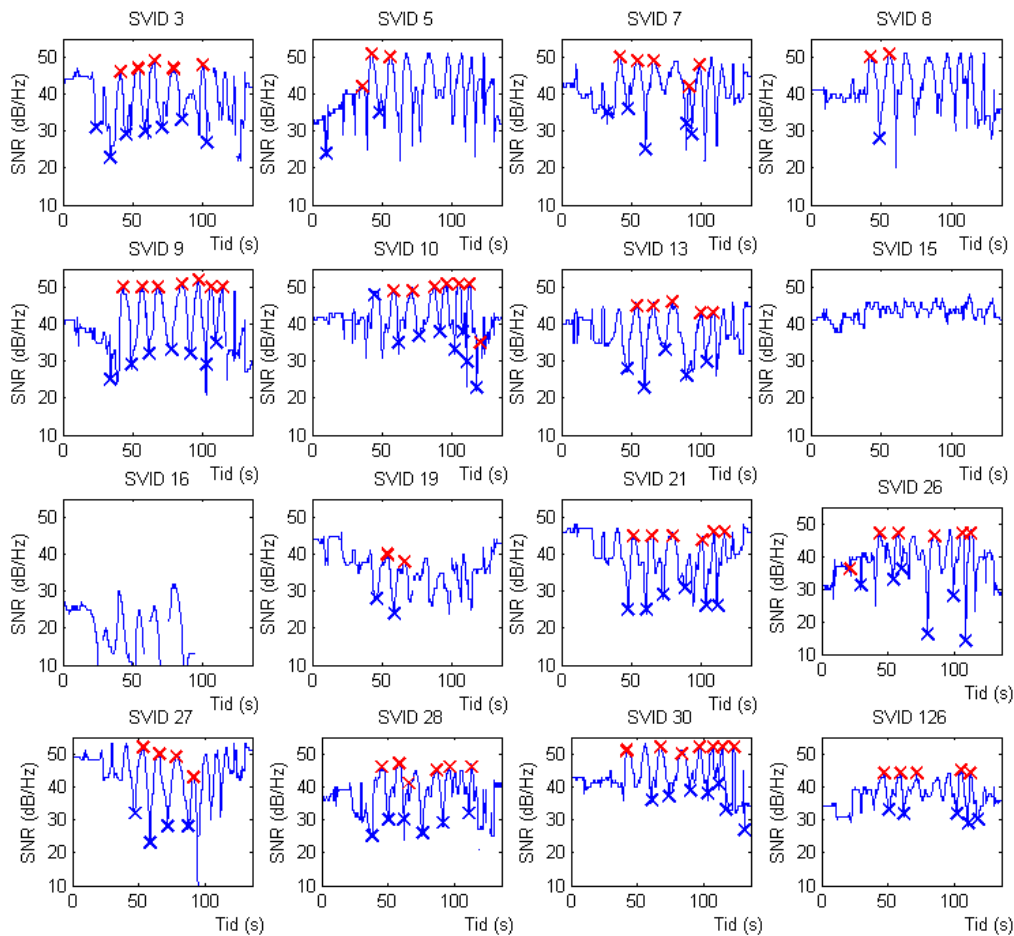 SVID 3 SVID 5 SVID 7 SVID 8
50 50 50 50
40 40 40 40
30 30 30 30
20 20 20 20
10 10 10 10
SNR (dB/Hz) SNR (dB/Hz) SNR (dB/Hz) SNR (dB/Hz)
0 50 100 0 50 100 0 50 100 0 50 100
Tid (s) Tid (s) Tid (s) Tid (s)
SVID 9 SVID 10 SVID 13 SVID 15
50 50 50 50
40 40 40 40
30 30 30 30
20 20 20 20
10 10 10 10
SNR (dB/Hz) SNR (dB/Hz) SNR (dB/Hz) SNR (dB/Hz)
0 50 100 0 50 100 0 50 100 0 50 100
Tid (s) Tid (s) Tid (s) Tid (s)
SVID 16 SVID 19 SVID 21 SVID 26
50 50 50 50
40 40 40 40
30 30 30 30
20 20 20 20
10 10 10 10
SNR (dB/Hz) SNR (dB/Hz) SNR (dB/Hz) SNR (dB/Hz)
0 50 100 0 50 100 0 50 100 0 50 100
Tid (s) Tid (s) Tid (s) Tid (s)
SVID 27 SVID 28 SVID 30 SVID 126
50 50 50 50
40 40 40 40
30 30 30 30
20 20 20 20
10 10 10 10
SNR (dB/Hz) SNR (dB/Hz) SNR (dB/Hz) SNR (dB/Hz)
0 50 100 0 50 100 0 50 100 0 50 100
Tid (s) Tid (s) Tid (s) Tid (s)